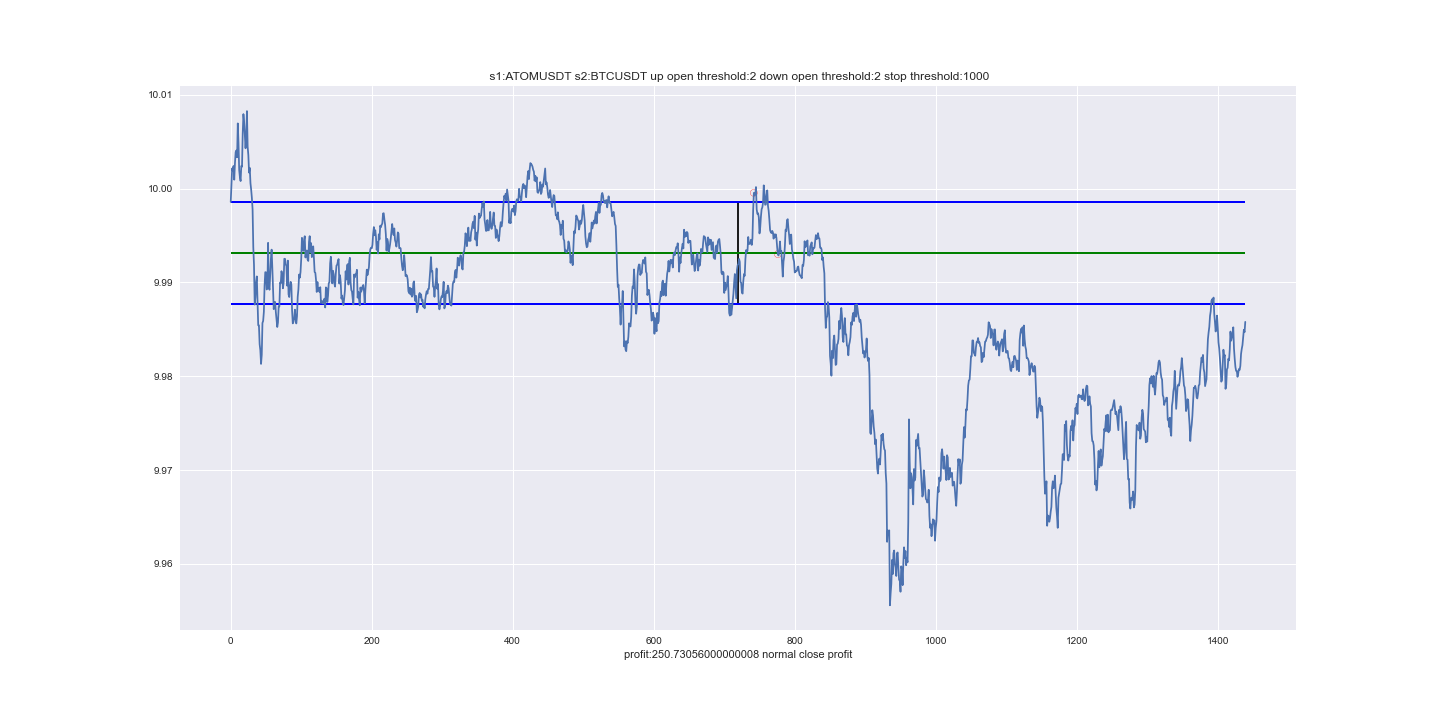 s1:ATOMUSDT s2:BTCUSDT up open threshold:2 down open threshold:2 stop threshold:1000
10.01
10.00
9.99
9.98
9.97
9.96
0 200 400 600 800 1000 1200 1400
profit:250.73056000000008 normal close profit